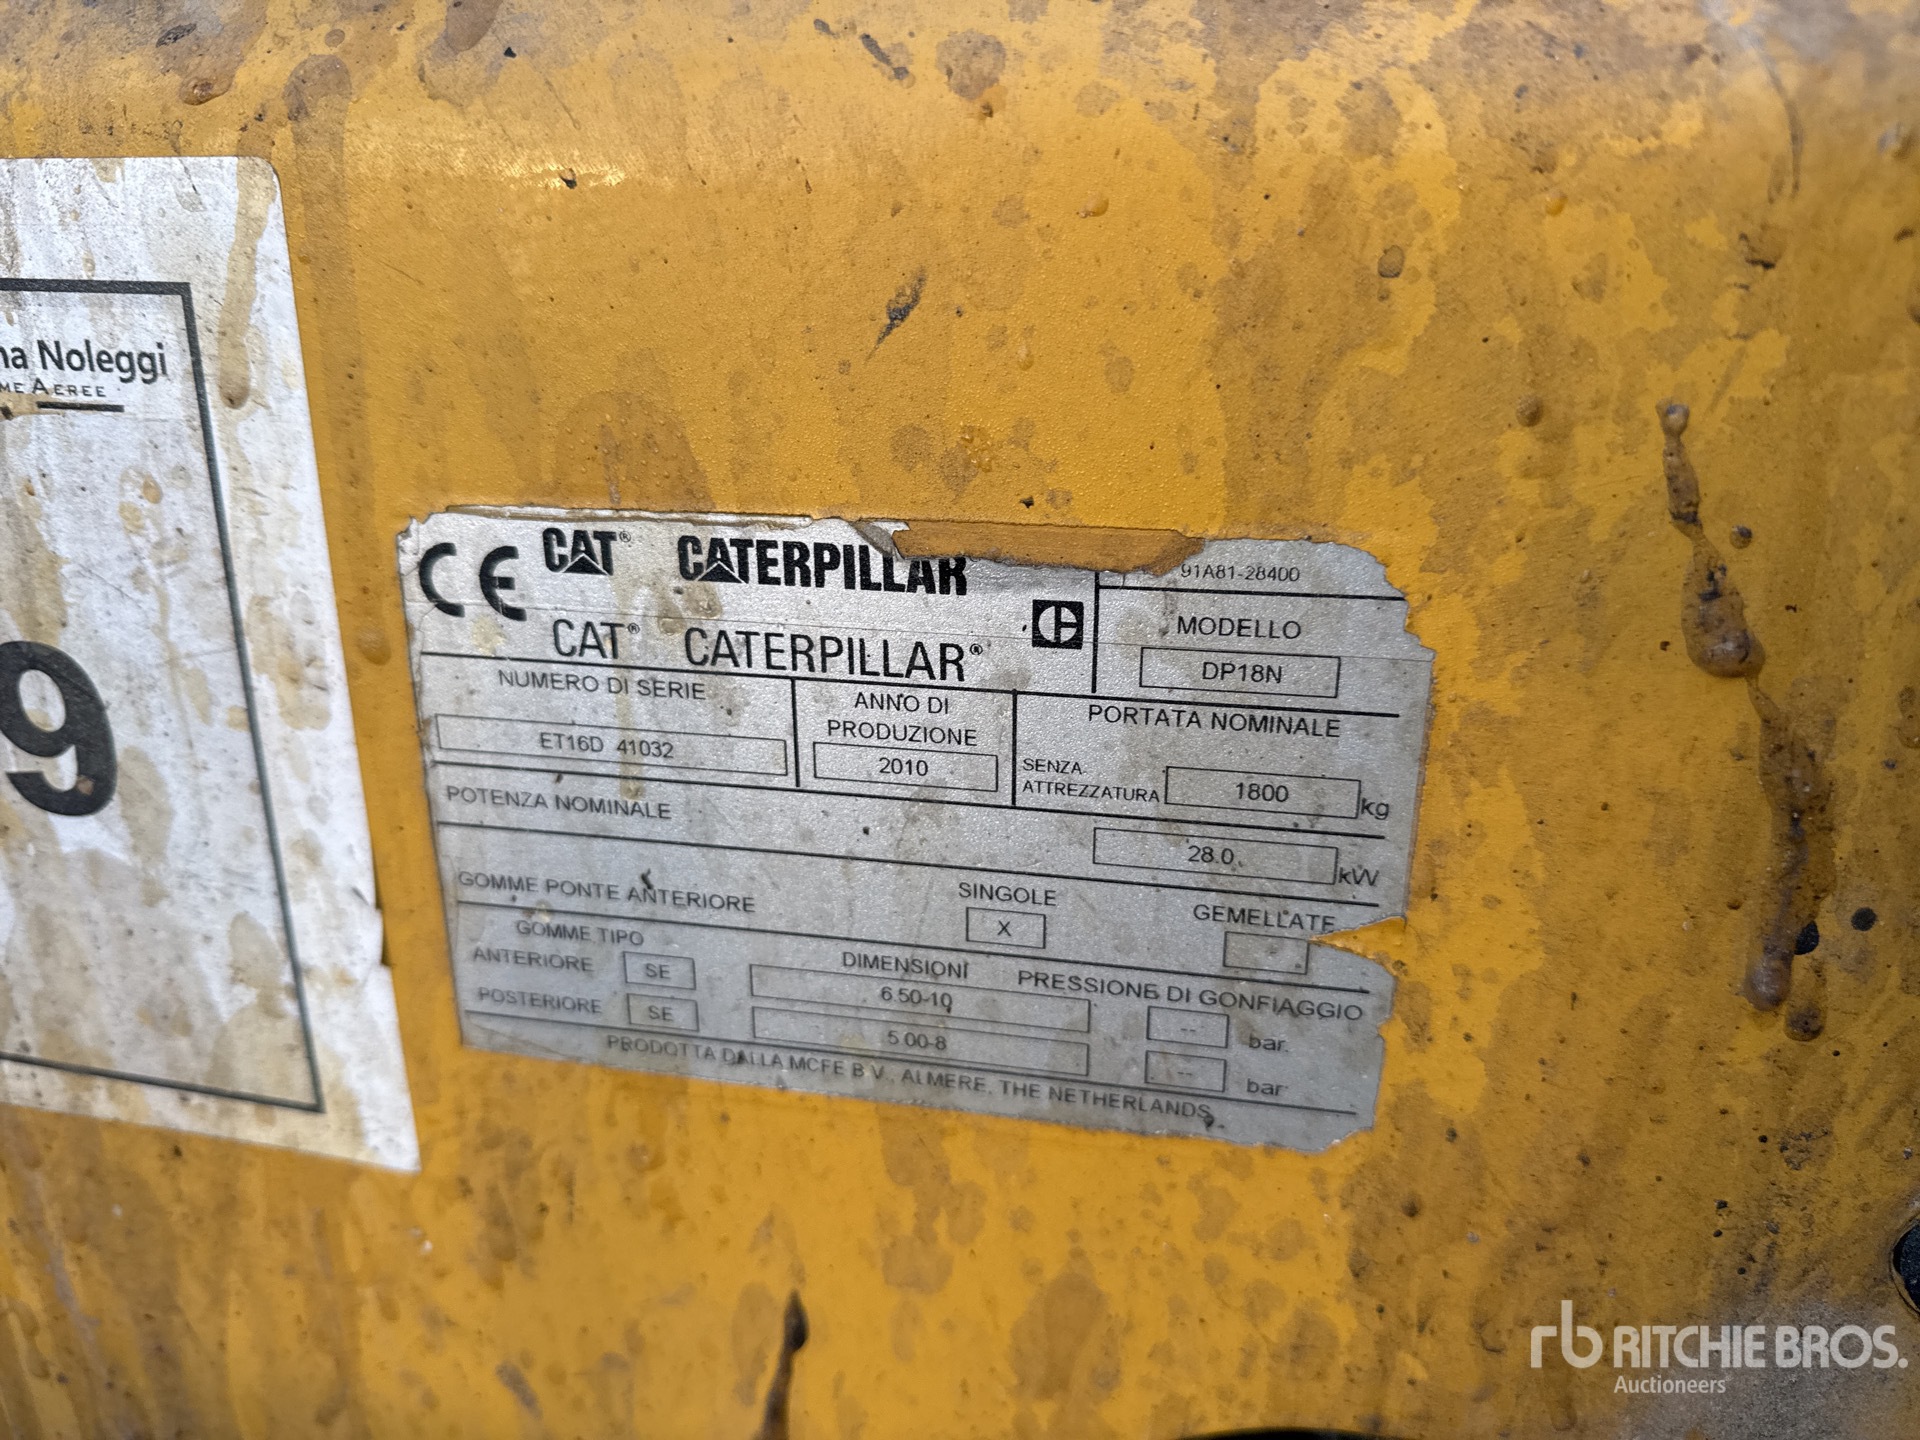 Noleggi
AEREE
9
CE CAT® CATERPILLAR
CAT® CATERPILLAR®
91A81-28400
MODELLO
DP18N
NUMERO DI SERIE
ET16D 41032
ANNO DI
PRODUZIONE
2010
PORTATA NOMINALE
SENZA
ATTREZZATURA 1800 kg
POTENZA NOMINALE 28.0 kW
GOMME PONTE ANTERIORE SINGOLE X GEMELLATE -
GOMME TIPO DIMENSIONI PRESSIONE DI GONFIAGGIO
ANTERIORE SE 6.50-10 -- bar.
POSTERIORE SE 5.00-8 -- bar
PRODOTTA DALLA MCFE B.V., ALMERE, THE NETHERLANDS
rb RITCHIE BROS.
Auctioneers